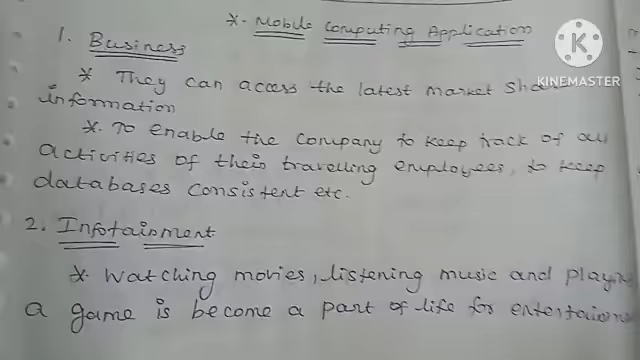 * Mobile Computing Application
1. Business
* They can access the latest market share
information
*. To enable the company to keep track of all
activities of their travelling employees, to keep
databases consistent etc.
2. Infotainment
*. Watching movies, listening music and playing
a game is become a part of life for entertainm
K
KINEMASTER